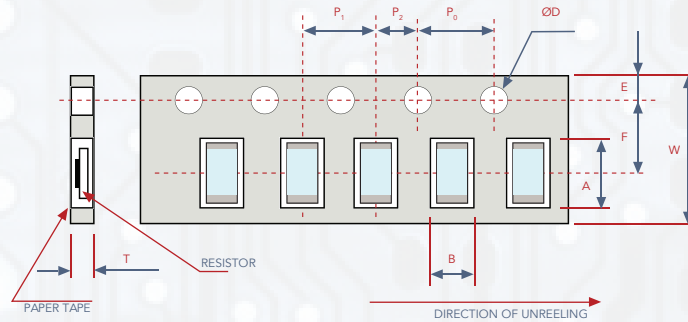 P1 P2 P0 ØD
E
F
W
A
B
T
RESISTOR
PAPER TAPE
DIRECTION OF UNREELING